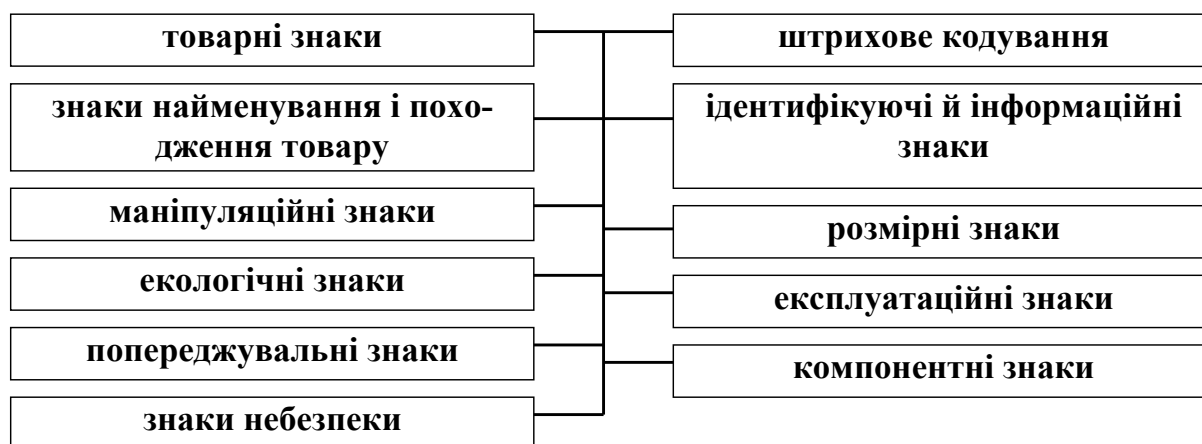 товарні знаки
знаки найменування і похо-
дження товару
маніпуляційні знаки
екологічні знаки
попереджувальні знаки
знаки небезпеки
штрихове кодування
ідентифікуючі й інформаційні
знаки
розмірні знаки
експлуатаційні знаки
компонентні знаки